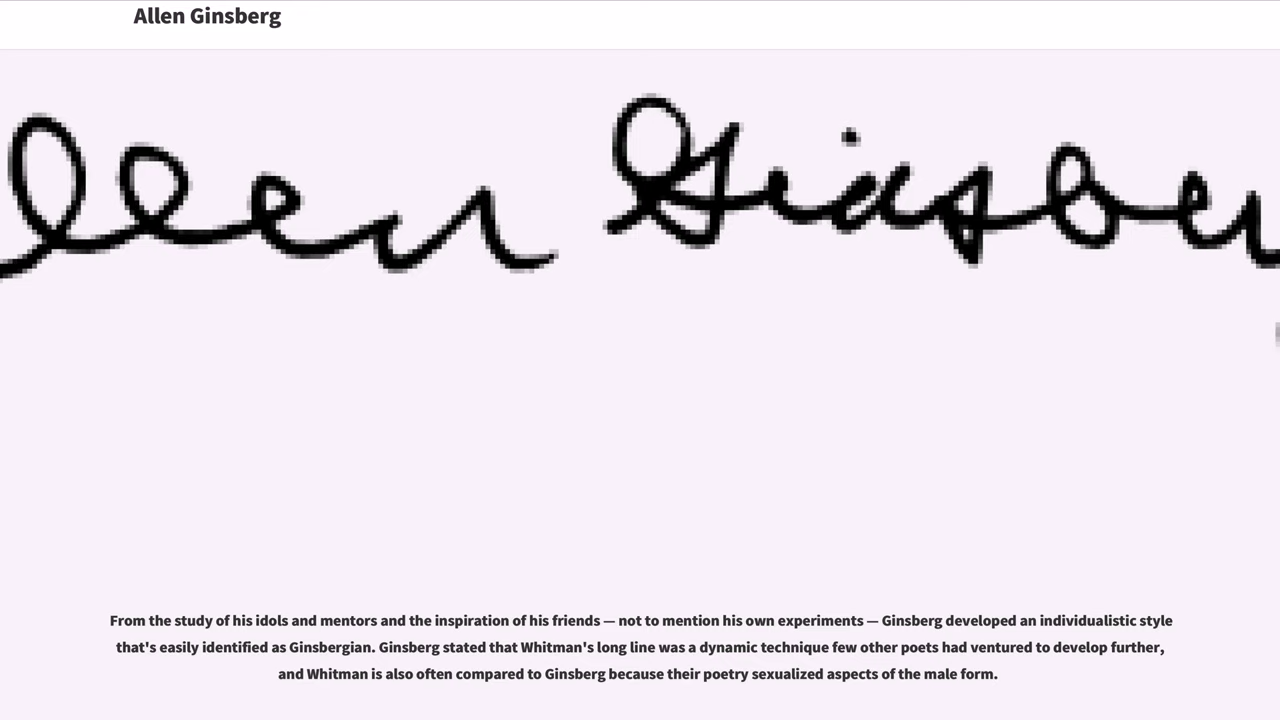 Allen Ginsberg
llen Ginsber
From the study of his idols and mentors and the inspiration of his friends — not to mention his own experiments — Ginsberg developed an individualistic style
that's easily identified as Ginsbergian. Ginsberg stated that Whitman's long line was a dynamic technique few other poets had ventured to develop further,
and Whitman is also often compared to Ginsberg because their poetry sexualized aspects of the male form.